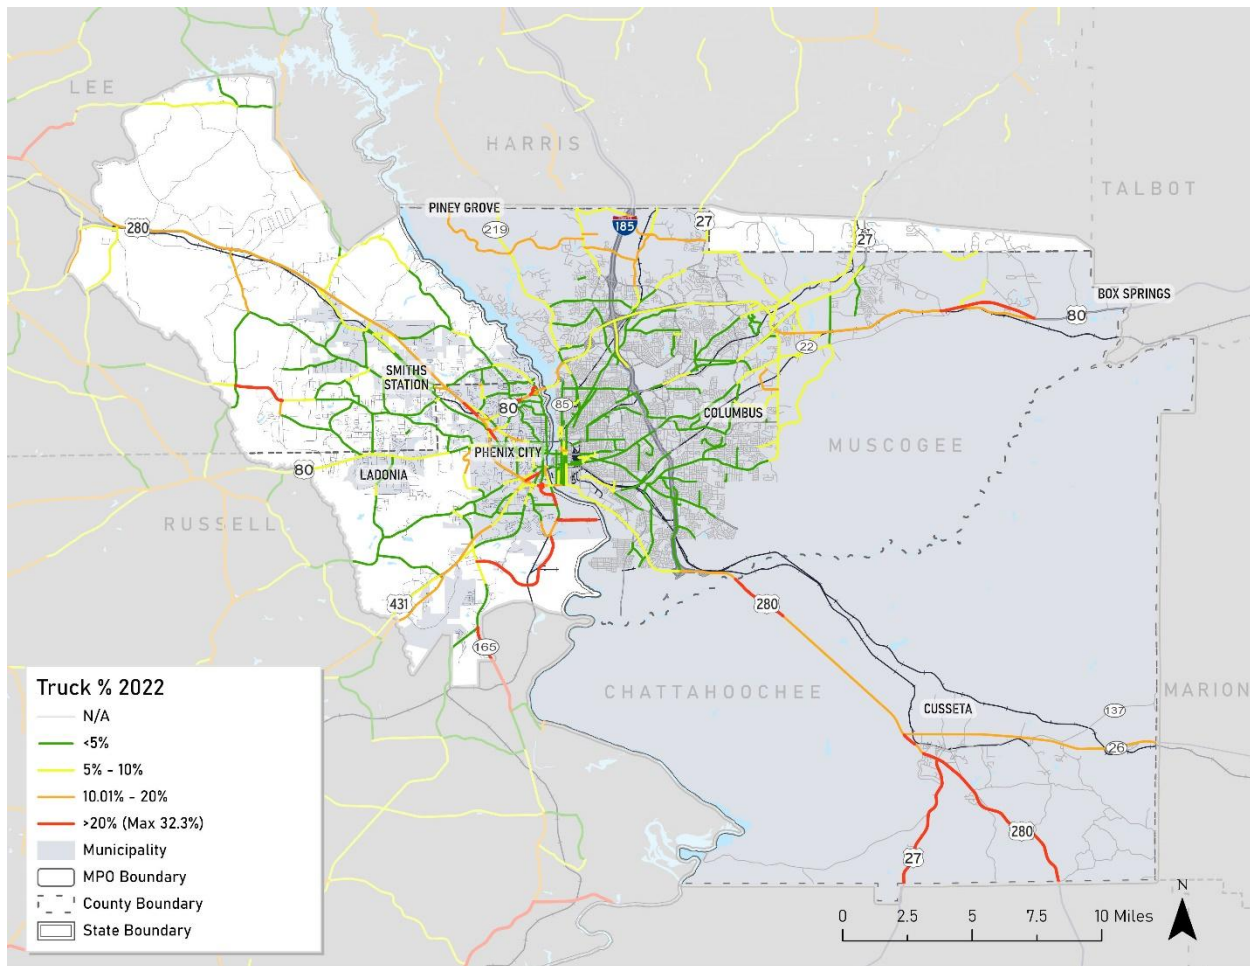 LEE
HARRIS
TALBOT
PINEY GROVE
219
185
27
27
280
BOX SPRINGS
80
22
SMITHS
STATION
80
85
COLUMBUS
MUSCOGEE
PHENIX CITY
80
LADONIA
RUSSELL
431
280
165
CHATTAHOOCHEE
MARION
CUSSETA
137
26
280
27
Truck % 2022
N/A
<5%
5% - 10%
10.01% - 20%
>20% (Max 32.3%)
Municipality
MPO Boundary
County Boundary
State Boundary
N
0 2.5 5 7.5 10 Miles